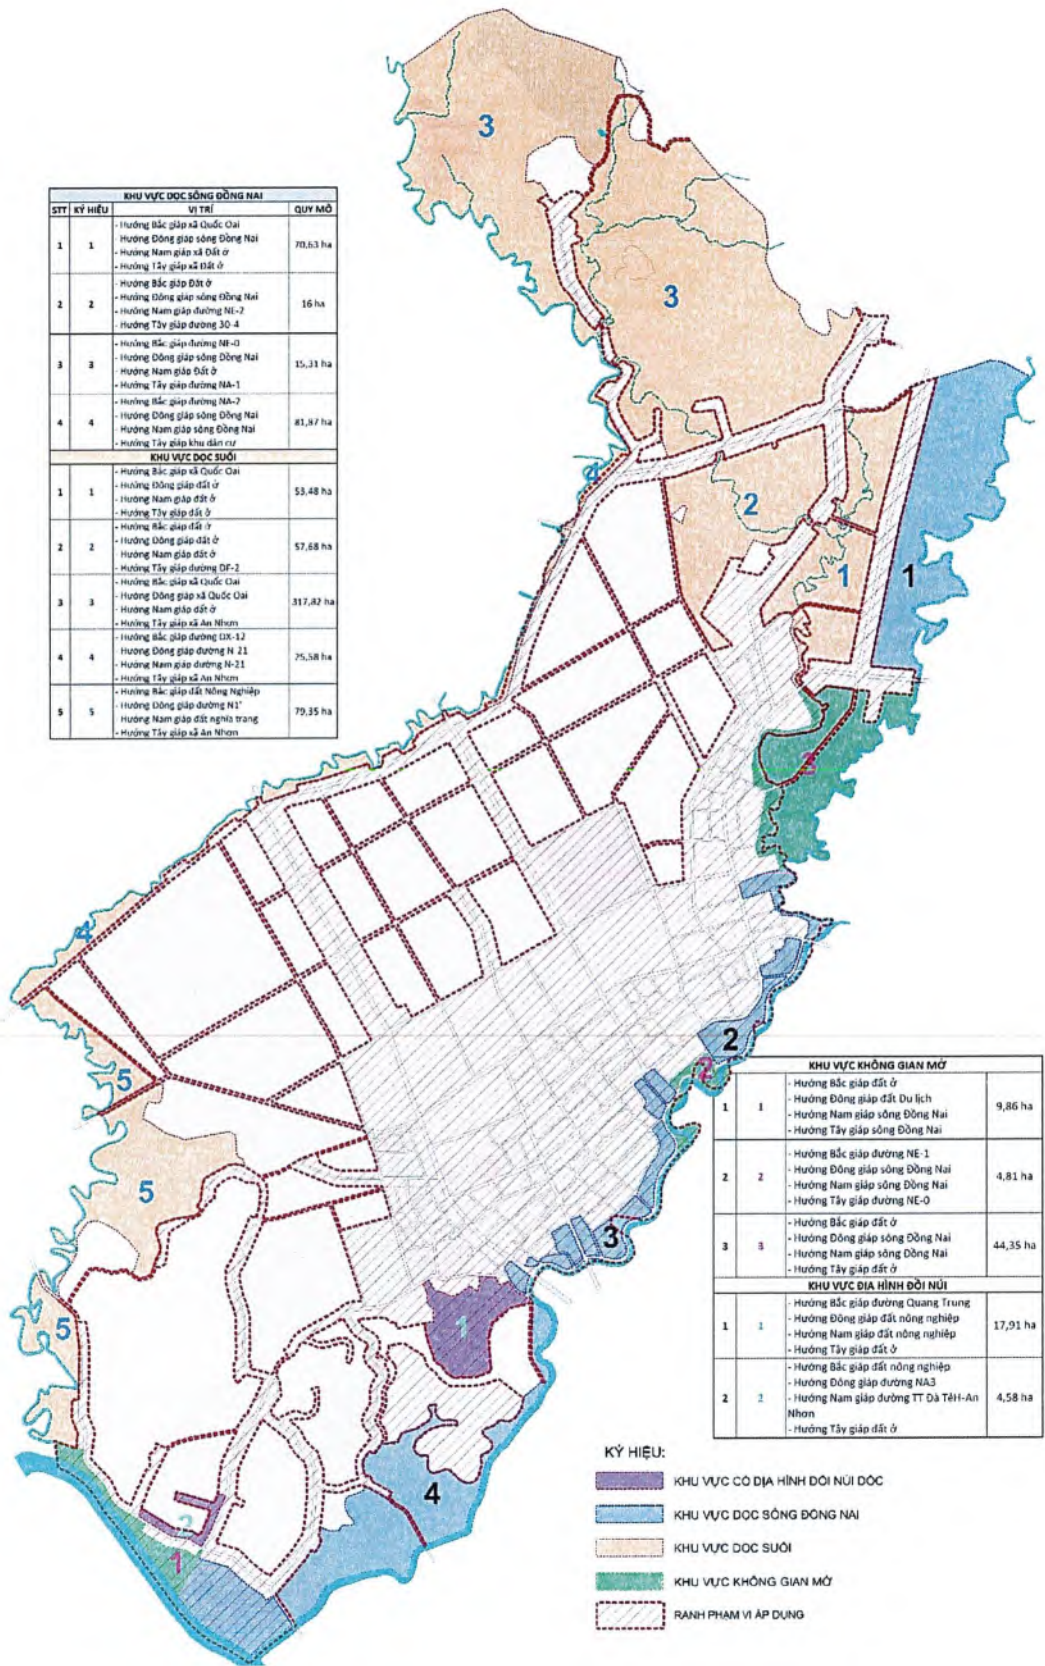 3
3
4
2
1
1
3
4
2
2
5
5
3
5
1
4
2
1
KHU VỰC DỌC SÔNG ĐỒNG NAI
STT KÝ HIỆU VỊ TRÍ QUY MÔ
1 1 - Hướng Bắc giáp xã Quốc Oai
- Hướng Đông giáp sông Đồng Nai
- Hướng Nam giáp xã Đất ở
- Hướng Tây giáp xã Đất ở
70,63 ha
2 2 - Hướng Bắc giáp Đất ở
- Hướng Đông giáp sông Đồng Nai
- Hướng Nam giáp đường NE-2
- Hướng Tây giáp đường 30-4
16 ha
3 3 - Hướng Bắc giáp đường NE-0
- Hướng Đông giáp sông Đồng Nai
- Hướng Nam giáp Đất ở
- Hướng Tây giáp đường NA-1
15,31 ha
4 4 - Hướng Bắc giáp đường NA-2
- Hướng Đông giáp sông Đồng Nai
- Hướng Nam giáp sông Đồng Nai
- Hướng Tây giáp khu dân cư
81,87 ha
KHU VỰC DỌC SUỐI
1 1 - Hướng Bắc giáp xã Quốc Oai
- Hướng Đông giáp đất ở
- Hướng Nam giáp đất ở
- Hướng Tây giáp đất ở
53,48 ha
2 2 - Hướng Bắc giáp đất ở
- Hướng Đông giáp đất ở
Hướng Nam giáp đất ở
- Hướng Tây giáp đường DF-2
57,68 ha
3 3 - Hướng Bắc giáp xã Quốc Oai
- Hướng Đông giáp xã Quốc Oai
- Hướng Nam giáp đất ở
- Hướng Tây giáp xã An Nhơn
317,82 ha
4 4 - Hướng Bắc giáp đường DX-12
Hướng Đông giáp đường N 21
- Hướng Nam giáp đường N-21
- Hướng Tây giáp xã An Nhơn
25,58 ha
5 5 - Hướng Bắc giáp đất Nông Nghiệp
- Hướng Đông giáp đường N1'
Hướng Nam giáp đất nghĩa trang
- Hướng Tây giáp xã An Nhơn
79,35 ha
KHU VỰC KHÔNG GIAN MỞ
1 1 - Hướng Bắc giáp đất ở
- Hướng Đông giáp đất Du lịch
- Hướng Nam giáp sông Đồng Nai
- Hướng Tây giáp sông Đồng Nai
9,86 ha
2 2 - Hướng Bắc giáp đường NE-1
- Hướng Đông giáp sông Đồng Nai
- Hướng Nam giáp sông Đồng Nai
- Hướng Tây giáp đường NE-0
4,81 ha
3 3 - Hướng Bắc giáp đất ở
- Hướng Đông giáp sông Đồng Nai
- Hướng Nam giáp sông Đồng Nai
- Hướng Tây giáp đất ở
44,35 ha
KHU VỰC ĐỊA HÌNH ĐỒI NÚI
1 1 - Hướng Bắc giáp đường Quang Trung
- Hướng Đông giáp đất nông nghiệp
- Hướng Nam giáp đất nông nghiệp
- Hướng Tây giáp đất ở
17,91 ha
2 2 - Hướng Bắc giáp đất nông nghiệp
- Hướng Đông giáp đường NA3
- Hướng Nam giáp đường TT Đạ TẻH-An
Nhơn
- Hướng Tây giáp đất ở
4,58 ha
KÝ HIỆU:
KHU VỰC CÓ ĐỊA HÌNH ĐỒI NÚI DỐC
KHU VỰC DỌC SÔNG ĐỒNG NAI
KHU VỰC DỌC SUỐI
KHU VỰC KHÔNG GIAN MỞ
RANH PHẠM VI ÁP DỤNG
5